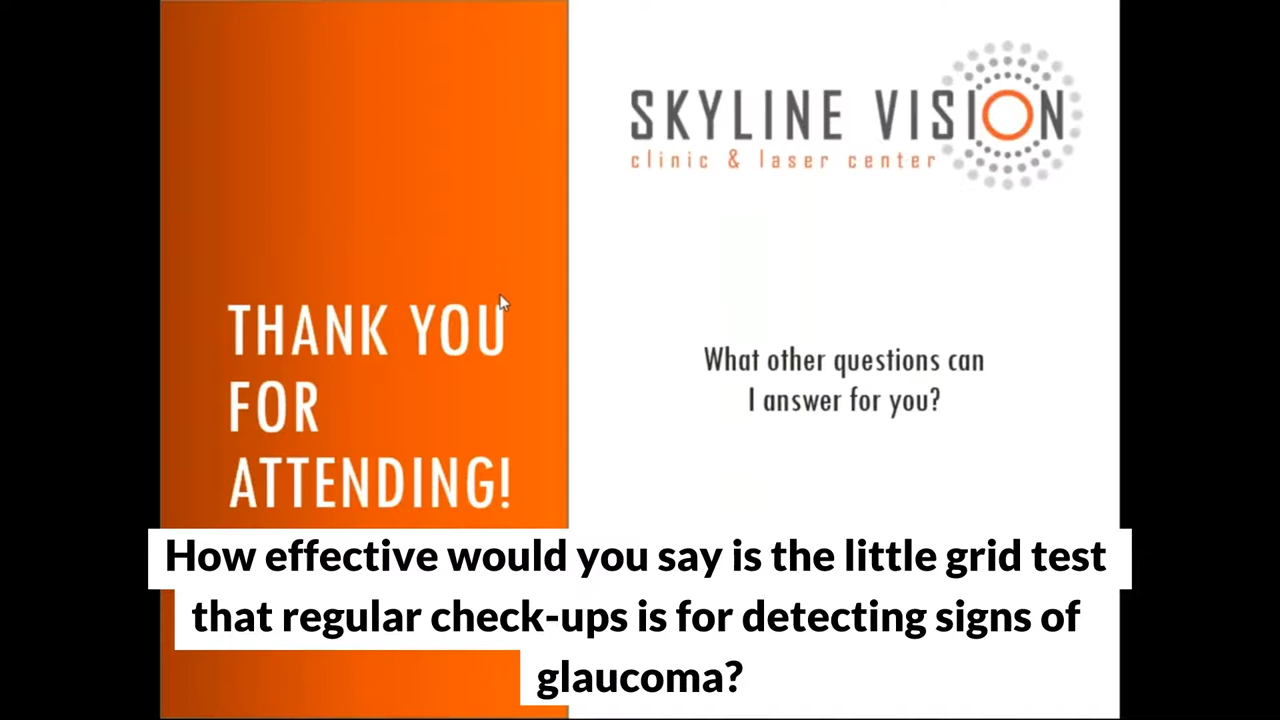 SKYLINE VISION
clinic & laser center
THANK YOU
FOR
ATTENDING!
What other questions can
I answer for you?
How effective would you say is the little grid test
that regular check-ups is for detecting signs of
glaucoma?